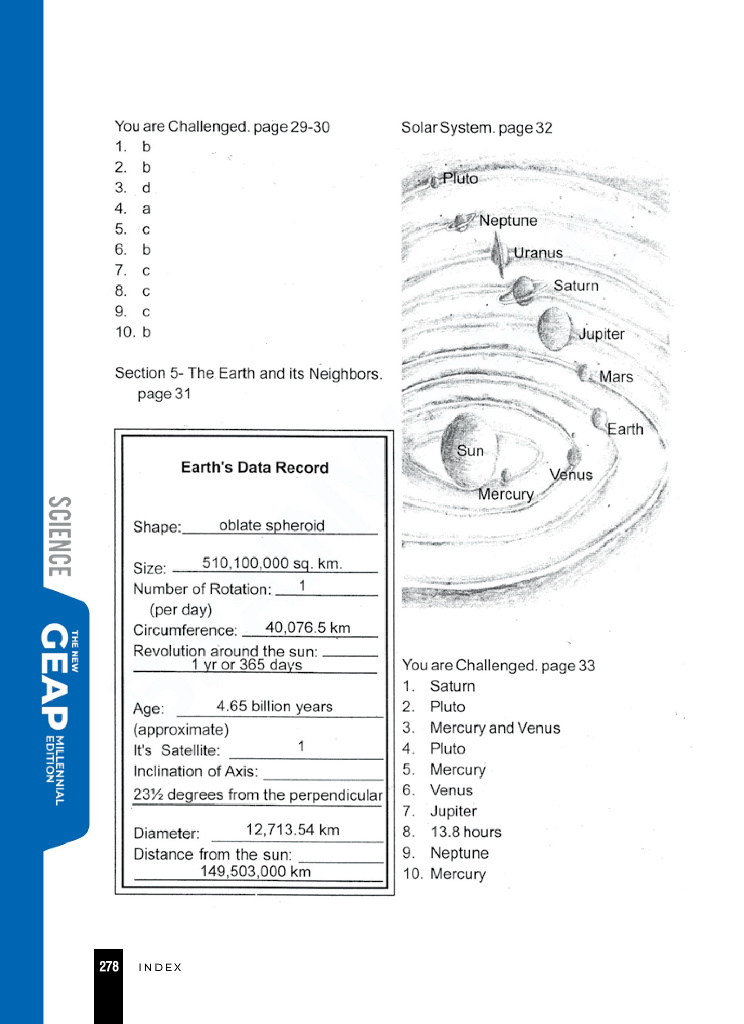 You are Challenged. page 29-30
1. b
2. b
3. d
4. a
5. c
6. b
7. c
8. c
9. c
10. b
Section 5- The Earth and its Neighbors.
page 31
Earth's Data Record
Shape: oblate spheroid
Size: 510,100,000 sq. km.
Number of Rotation: 1
(per day)
Circumference: 40,076.5 km
Revolution around the sun:
1 yr or 365 days
Age: 4.65 billion years
(approximate)
It's Satellite: 1
Inclination of Axis:
23½ degrees from the perpendicular
Diameter: 12,713.54 km
Distance from the sun:
149,503,000 km
Solar System. page 32
Pluto
Neptune
Uranus
Saturn
Jupiter
Mars
Earth
Sun
Venus
Mercury
You are Challenged. page 33
1. Saturn
2. Pluto
3. Mercury and Venus
4. Pluto
5. Mercury
6. Venus
7. Jupiter
8. 13.8 hours
9. Neptune
10. Mercury
SCIENCE
THE NEW
GEAP
MILLENNIAL
EDITION
278 INDEX